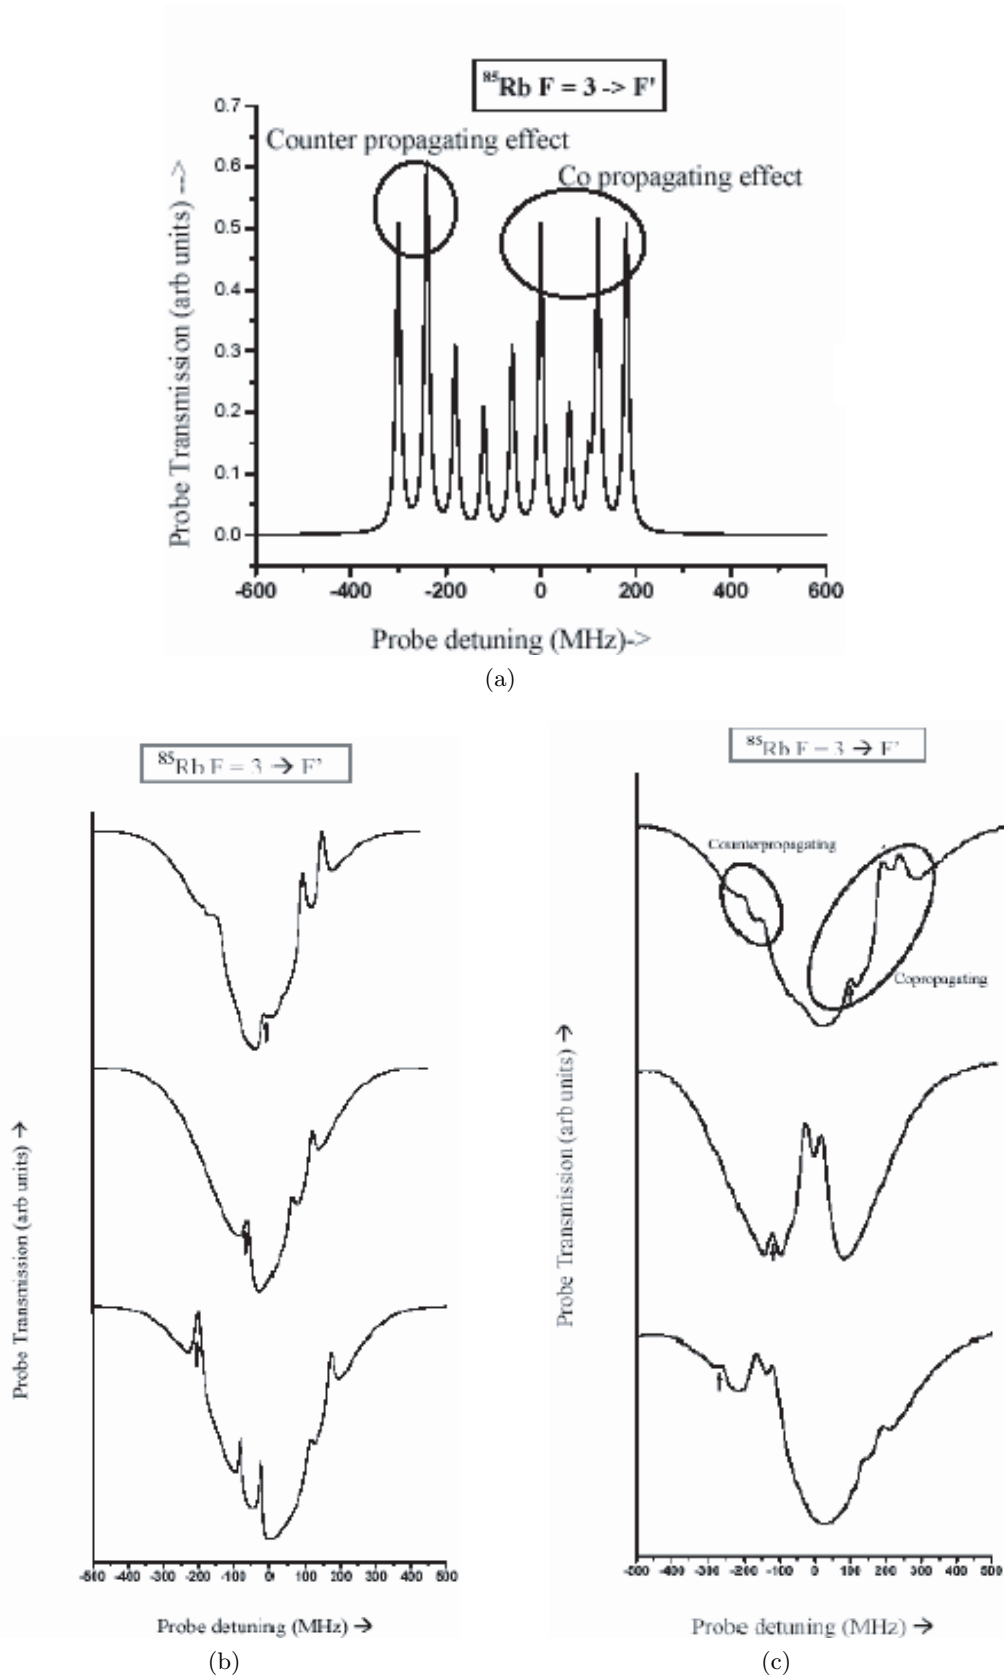 ⁸⁵Rb F = 3 -> F'
0.7
Counter propagating effect
0.6
Co propagating effect
0.5
0.4
0.3
0.2
0.1
0.0
Probe Transmission (arb units) -->
-600 -400 -200 0 200 400 600
Probe detuning (MHz)->
(a)
⁸⁵Rb F = 3 → F'
Probe Transmission (arb units) →
-500 -400 -300 -200 -100 0 100 200 300 400 500
Probe detuning (MHz) →
(b)
⁸⁵Rb F = 3 → F'
Counterpropagating
Copropagating
Probe Transmission (arb units) →
-500 -400 -300 -200 -100 0 100 200 300 400 500
Probe detuning (MHz) →
(c)